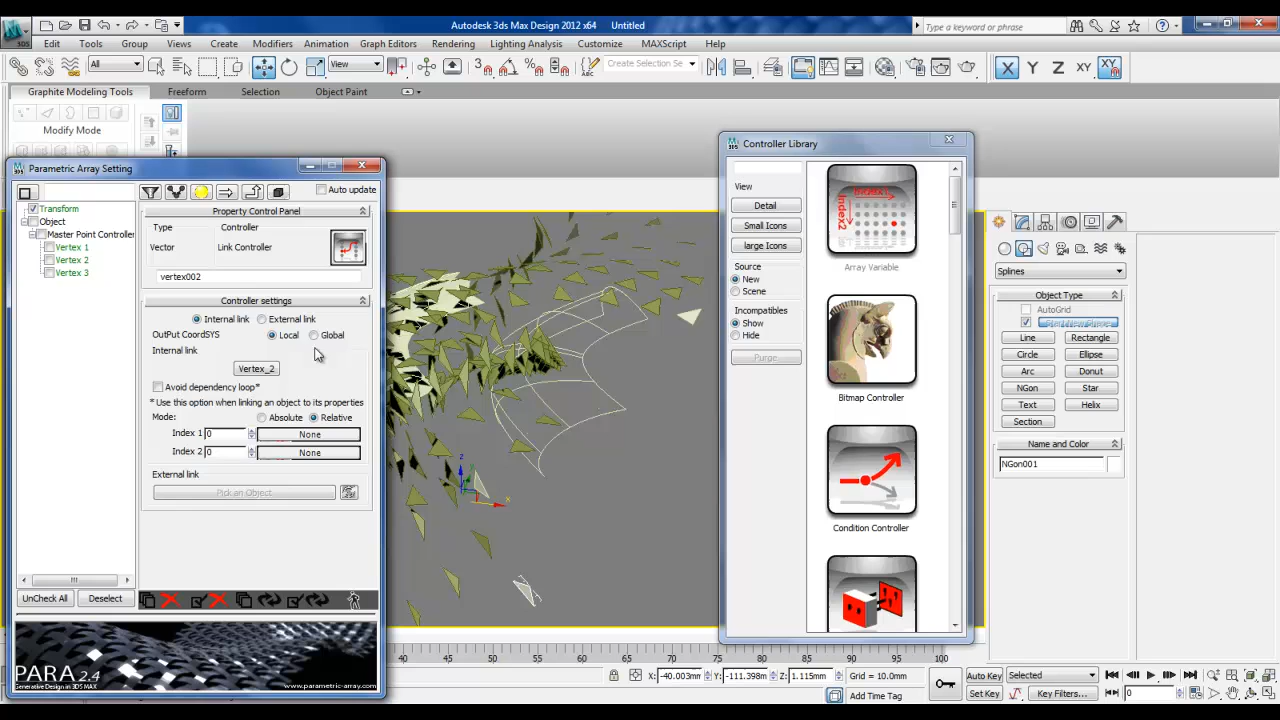 Autodesk 3ds Max Design 2012 x64 Untitled
Type a keyword or phrase
Edit Tools Group Views Create Modifiers Animation Graph Editors Rendering Lighting Analysis Customize MAXScript Help
All View Create Selection Se X Y Z XY XY
Graphite Modeling Tools Freeform Selection Object Paint
Modify Mode
Parametric Array Setting
Auto update
Transform
Object
Master Point Controller
Vertex 1
Vertex 2
Vertex 3
Property Control Panel
Type Controller
Vector Link Controller
vertex002
Controller settings
Internal link External link
OutPut CoordSYS Local Global
Internal link
Vertex_2
Avoid dependency loop*
* Use this option when linking an object to its properties
Mode: Absolute Relative
Index 1 0 None
Index 2 0 None
External link
Pick an Object
UnCheck All Deselect
PARA 2.4
Generative Design in 3DS MAX
www.parametric-array.com
z
x
Controller Library
View
Detail
Small Icons
large Icons
Source
New
Scene
Incompatibles
Show
Hide
Purge
Index2
Array Variable
Bitmap Controller
Condition Controller
Splines
Object Type
AutoGrid
Start New Shape
Line Rectangle
Circle Ellipse
Arc Donut
NGon Star
Text Helix
Section
Name and Color
NGon001
40 45 50 55 60 65 70 75 80 85 90 95 100
X: -40.003mm Y: -111.398m Z: 1.115mm Grid = 10.0mm
Add Time Tag
Auto Key Selected
Set Key Key Filters... 0